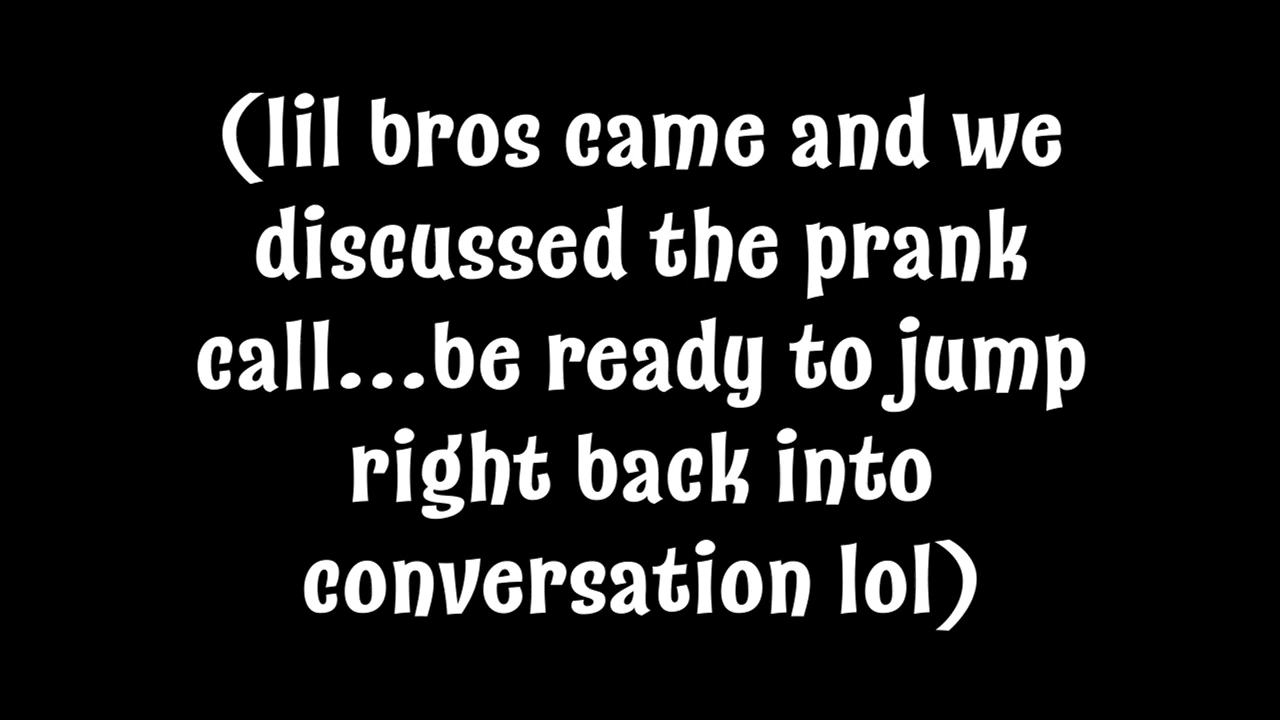 (lil bros came and we
discussed the prank
call...be ready to jump
right back into
conversation lol)